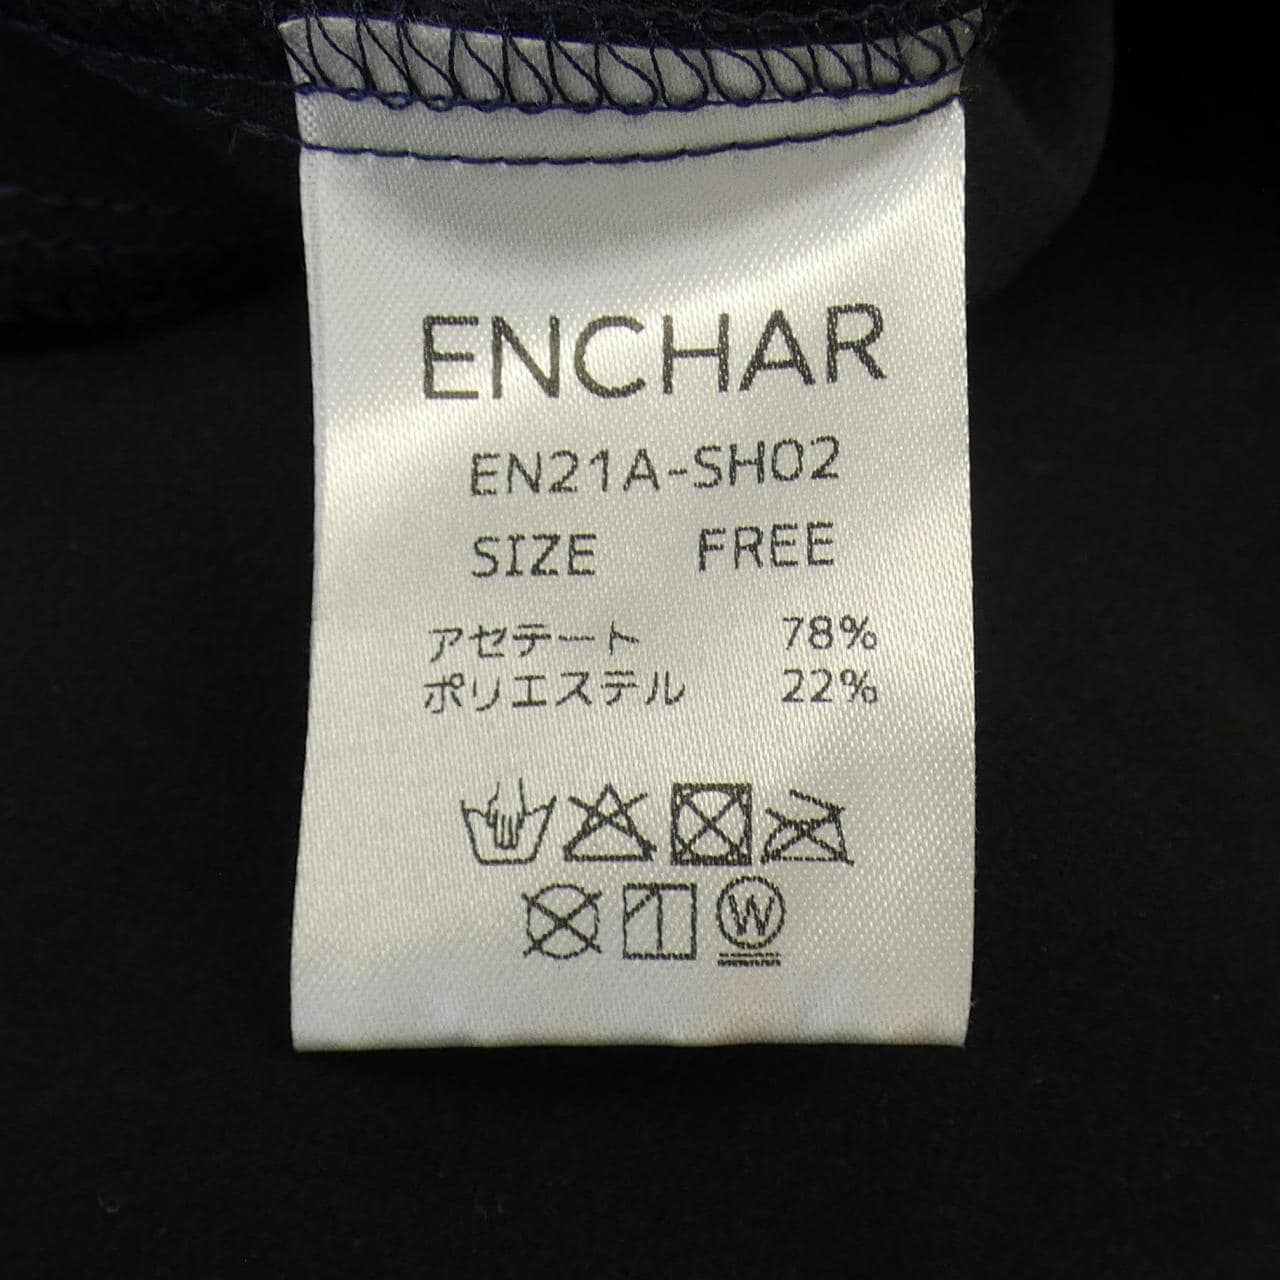 ENCHAR
EN21A-SH02
SIZE FREE
アセテート 78%
ポリエステル 22%
W